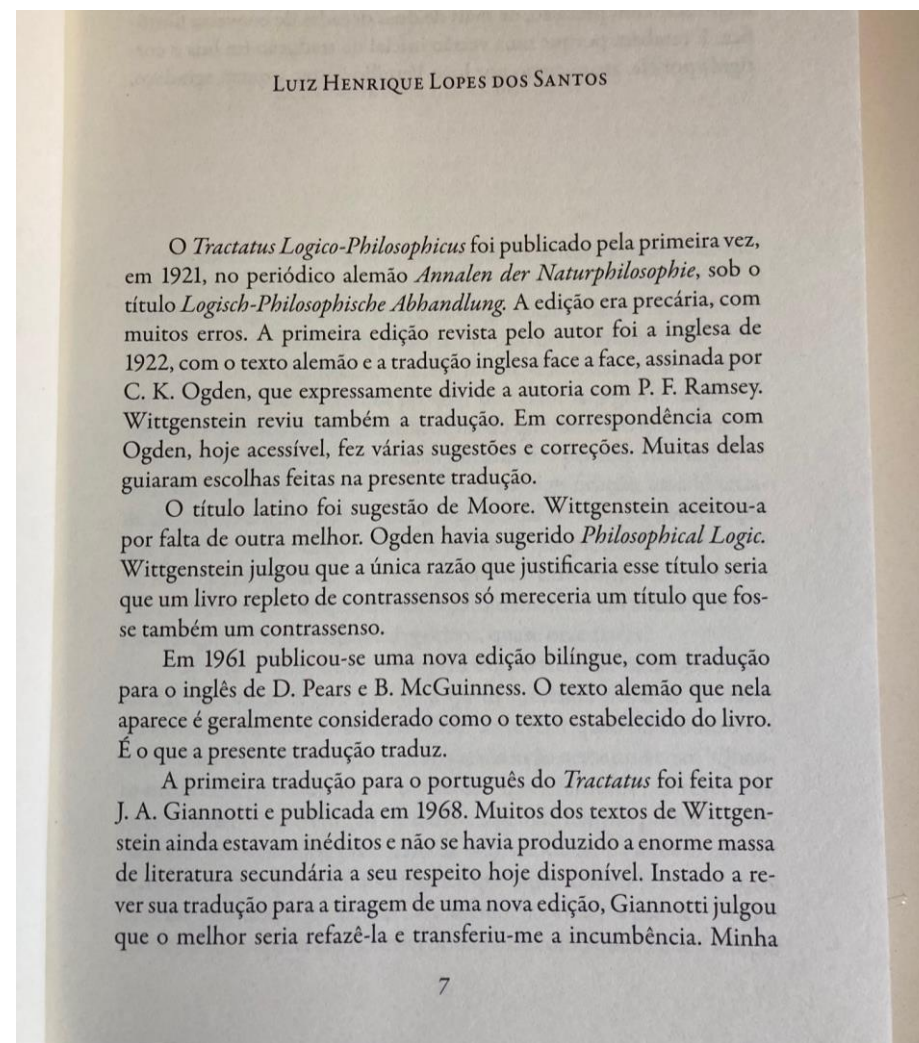 LUIZ HENRIQUE LOPES DOS SANTOS
O Tractatus Logico-Philosophicus foi publicado pela primeira vez,
em 1921, no periódico alemão Annalen der Naturphilosophie, sob o
título Logisch-Philosophische Abhandlung. A edição era precária, com
muitos erros. A primeira edição revista pelo autor foi a inglesa de
1922, com o texto alemão e a tradução inglesa face a face, assinada por
C. K. Ogden, que expressamente divide a autoria com P. F. Ramsey.
Wittgenstein reviu também a tradução. Em correspondência com
Ogden, hoje acessível, fez várias sugestões e correções. Muitas delas
guiaram escolhas feitas na presente tradução.
O título latino foi sugestão de Moore. Wittgenstein aceitou-a
por falta de outra melhor. Ogden havia sugerido Philosophical Logic.
Wittgenstein julgou que a única razão que justificaria esse título seria
que um livro repleto de contrassensos só mereceria um título que fos-
se também um contrassenso.
Em 1961 publicou-se uma nova edição bilíngue, com tradução
para o inglês de D. Pears e B. McGuinness. O texto alemão que nela
aparece é geralmente considerado como o texto estabelecido do livro.
É o que a presente tradução traduz.
A primeira tradução para o português do Tractatus foi feita por
J. A. Giannotti e publicada em 1968. Muitos dos textos de Wittgen-
stein ainda estavam inéditos e não se havia produzido a enorme massa
de literatura secundária a seu respeito hoje disponível. Instado a re-
ver sua tradução para a tiragem de uma nova edição, Giannotti julgou
que o melhor seria refazê-la e transferiu-me a incumbência. Minha
7